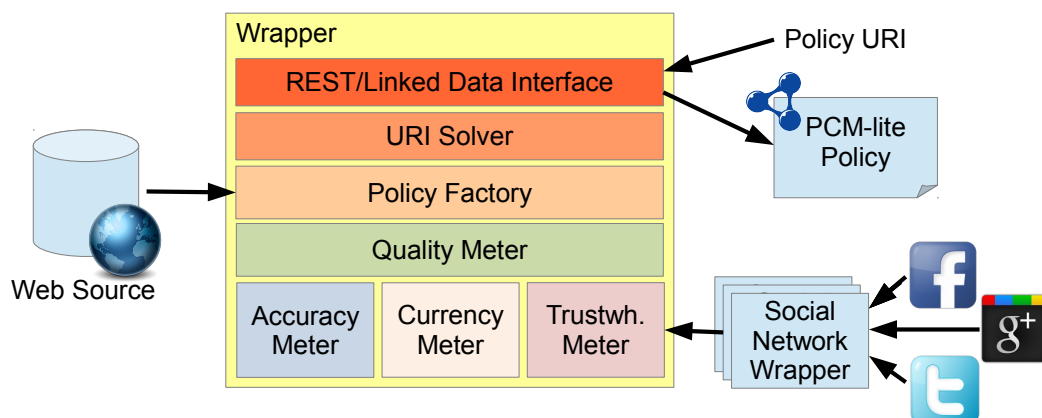 Wrapper
REST/Linked Data Interface
URI Solver
Policy Factory
Quality Meter
Accuracy
Meter
Currency
Meter
Trustwh.
Meter
Web Source
Policy URI
PCM-lite
Policy
Social
Network
Wrapper
f
g+
t